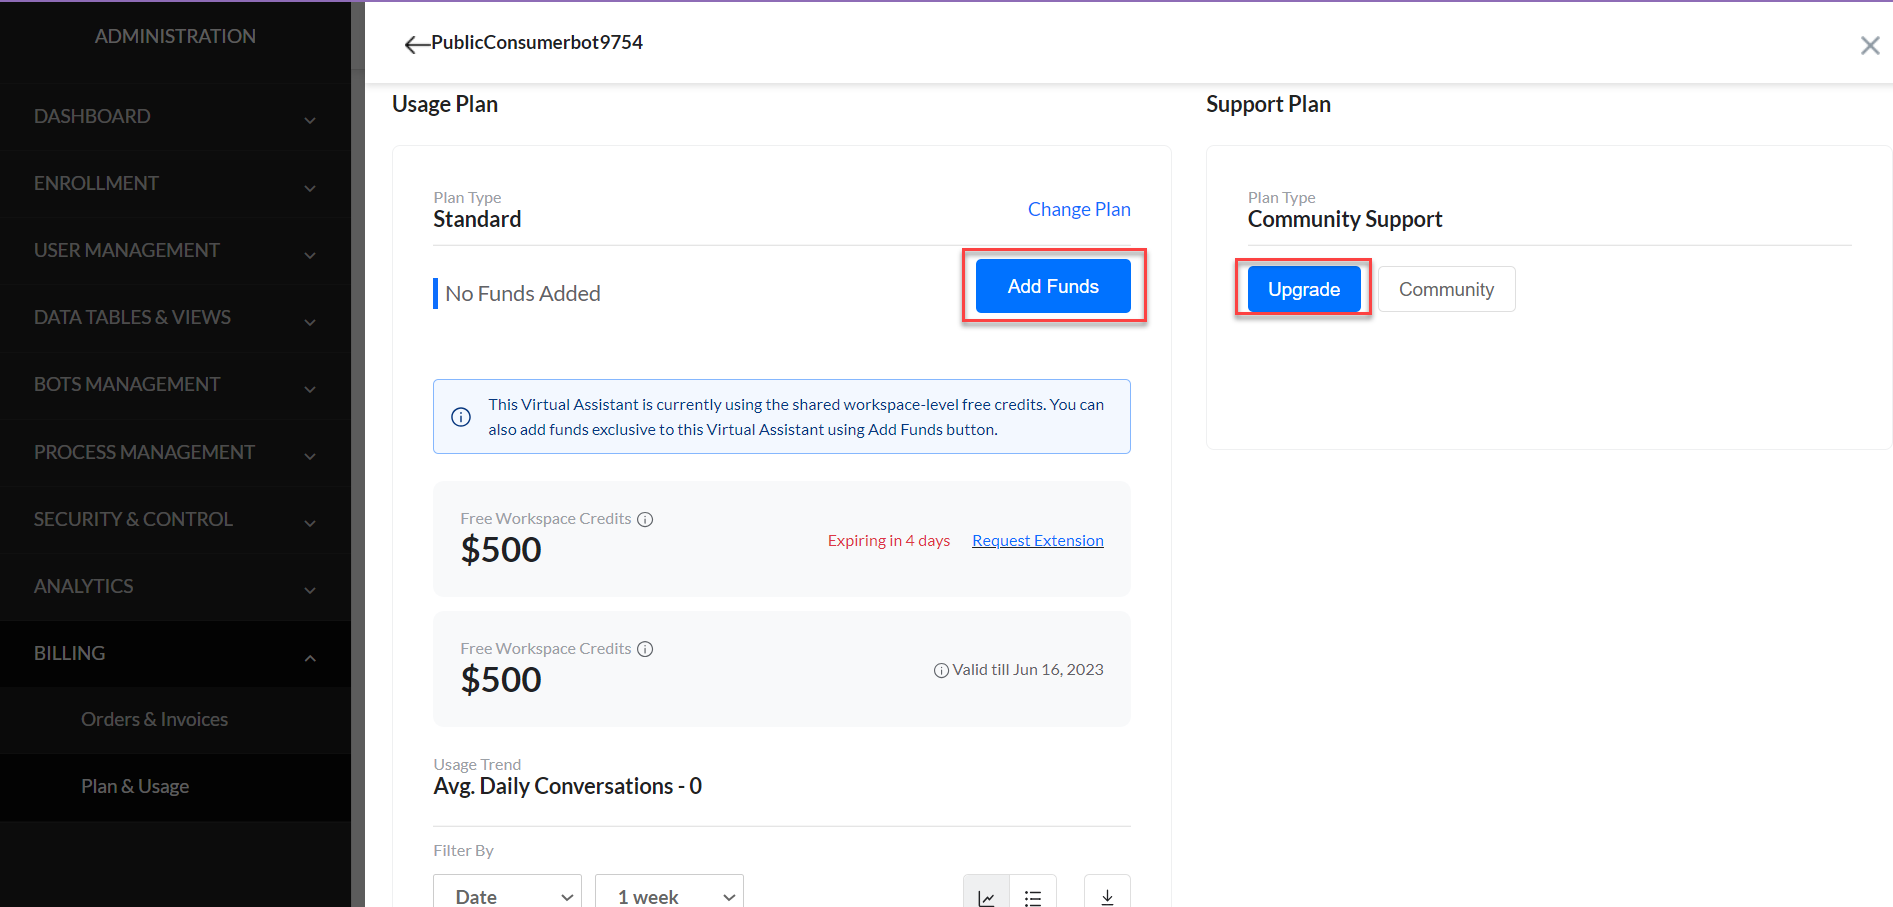 ADMINISTRATION
DASHBOARD
ENROLLMENT
USER MANAGEMENT
DATA TABLES & VIEWS
BOTS MANAGEMENT
PROCESS MANAGEMENT
SECURITY & CONTROL
ANALYTICS
BILLING
Orders & Invoices
Plan & Usage
PublicConsumerbot9754
Usage Plan
Plan Type
Standard
Change Plan
No Funds Added
Add Funds
This Virtual Assistant is currently using the shared workspace-level free credits. You can
also add funds exclusive to this Virtual Assistant using Add Funds button.
Free Workspace Credits
$500
Expiring in 4 days Request Extension
Free Workspace Credits
$500
Valid till Jun 16, 2023
Usage Trend
Avg. Daily Conversations - 0
Filter By
Date 1 week
Support Plan
Plan Type
Community Support
Upgrade Community